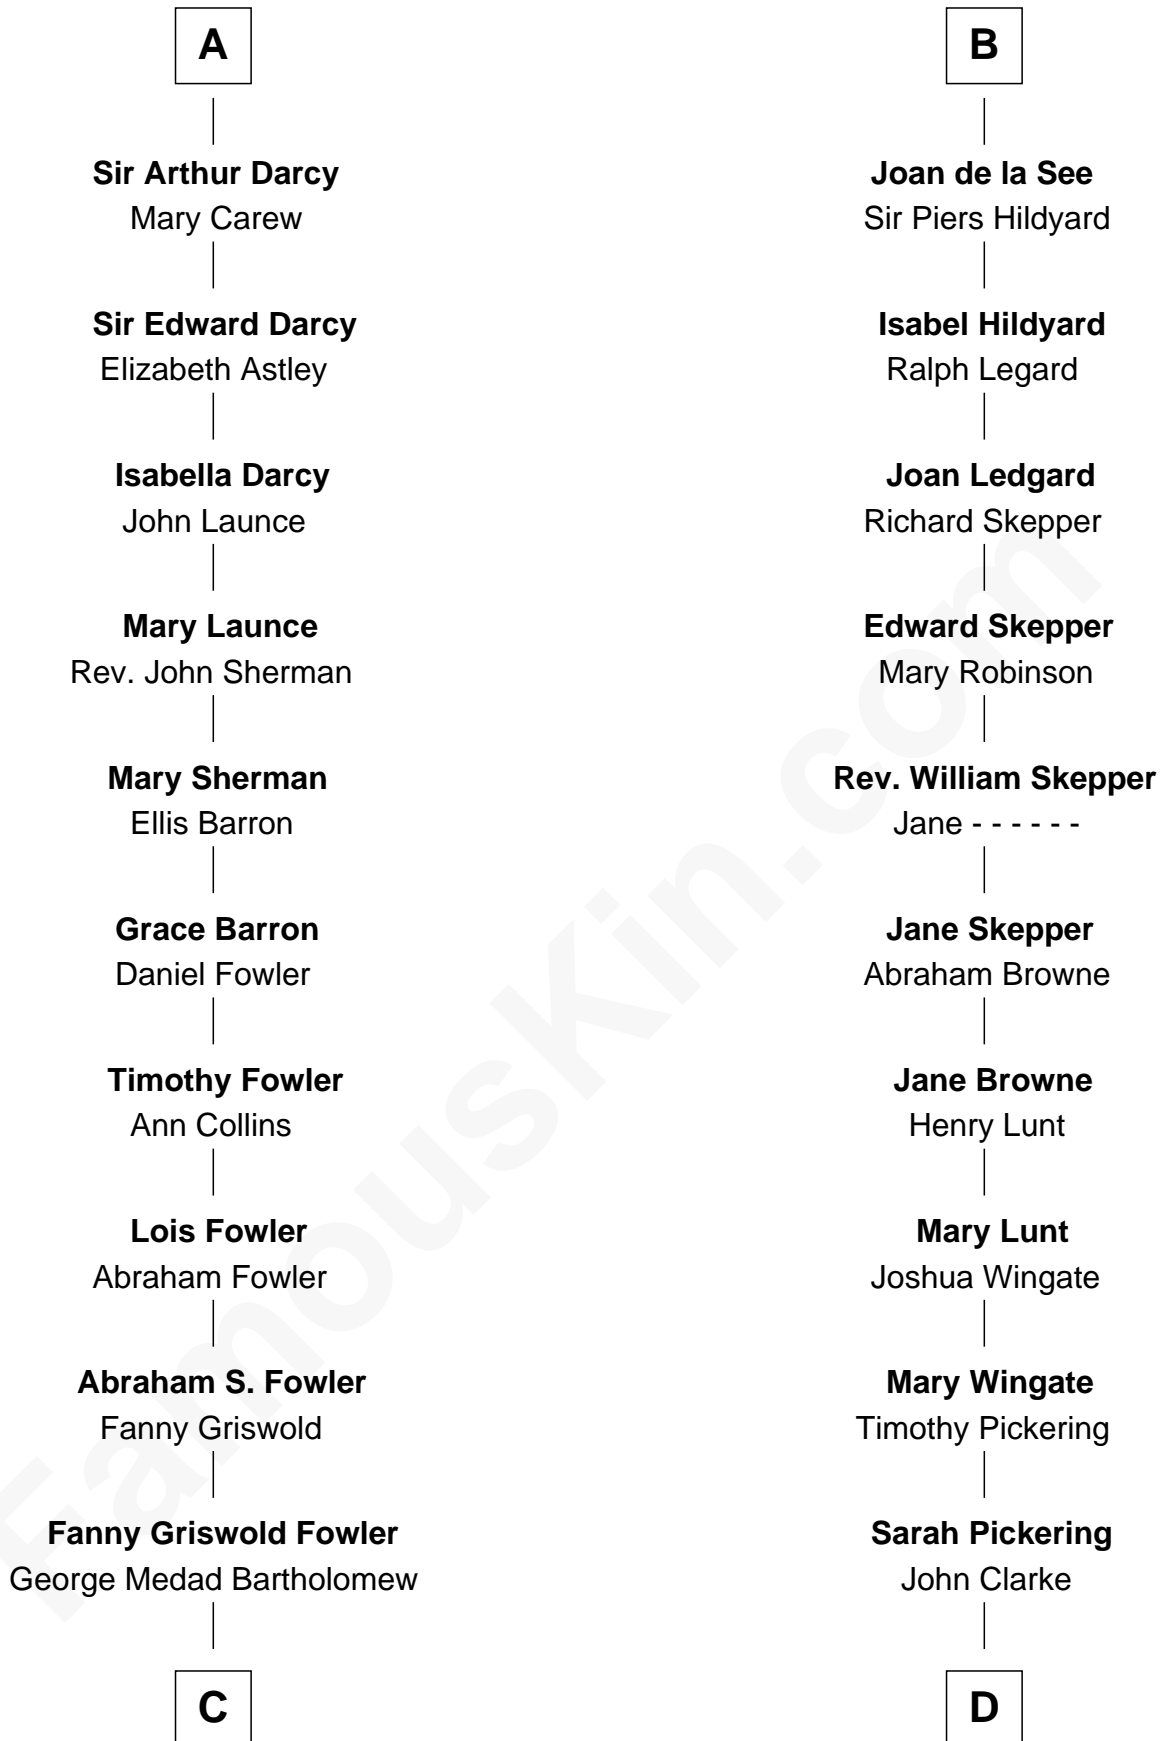 A
Sir Arthur Darcy
Mary Carew
Sir Edward Darcy
Elizabeth Astley
Isabella Darcy
John Launce
Mary Launce
Rev. John Sherman
Mary Sherman
Ellis Barron
Grace Barron
Daniel Fowler
Timothy Fowler
Ann Collins
Lois Fowler
Abraham Fowler
Abraham S. Fowler
Fanny Griswold
Fanny Griswold Fowler
George Medad Bartholomew
C
B
Joan de la See
Sir Piers Hildyard
Isabel Hildyard
Ralph Legard
Joan Ledgard
Richard Skepper
Edward Skepper
Mary Robinson
Rev. William Skepper
Jane - - - - - -
Jane Skepper
Abraham Browne
Jane Browne
Henry Lunt
Mary Lunt
Joshua Wingate
Mary Wingate
Timothy Pickering
Sarah Pickering
John Clarke
D
FamousKin.com